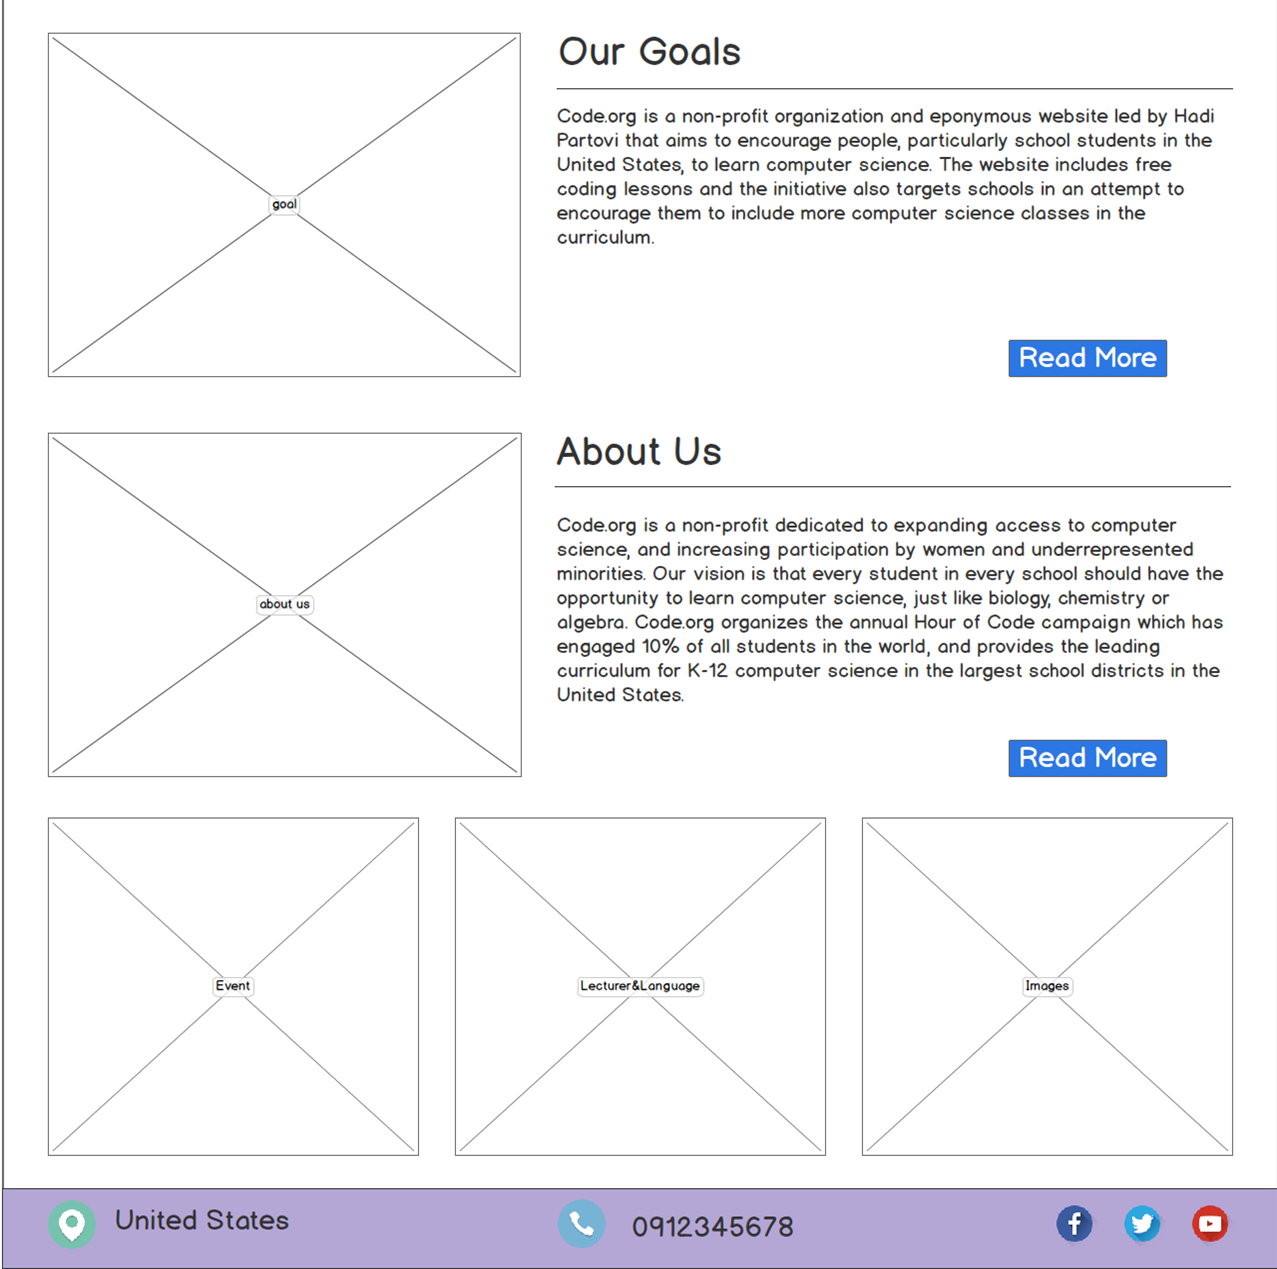 goal
Our Goals
Code.org is a non-profit organization and eponymous website led by Hadi
Partovi that aims to encourage people, particularly school students in the
United States, to learn computer science. The website includes free
coding lessons and the initiative also targets schools in an attempt to
encourage them to include more computer science classes in the
curriculum.
Read More
about us
About Us
Code.org is a non-profit dedicated to expanding access to computer
science, and increasing participation by women and underrepresented
minorities. Our vision is that every student in every school should have the
opportunity to learn computer science, just like biology, chemistry or
algebra. Code.org organizes the annual Hour of Code campaign which has
engaged 10% of all students in the world, and provides the leading
curriculum for K-12 computer science in the largest school districts in the
United States.
Read More
Event
Lecturer&Language
Images
United States
0912345678